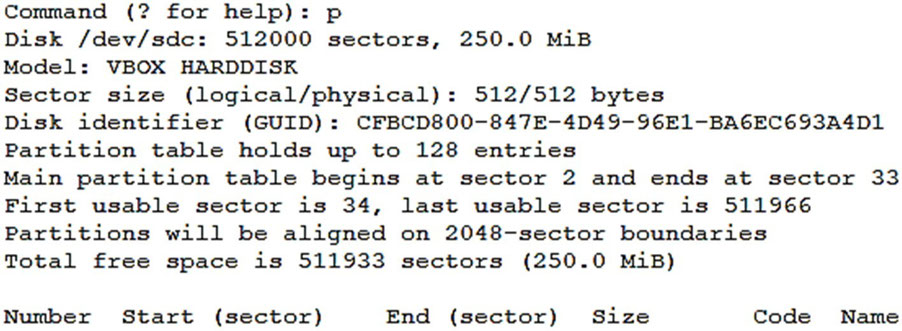 Command (? for help): p
Disk /dev/sdc: 512000 sectors, 250.0 MiB
Model: VBOX HARDDISK
Sector size (logical/physical): 512/512 bytes
Disk identifier (GUID): CFBCD800-847E-4D49-96E1-BA6EC693A4D1
Partition table holds up to 128 entries
Main partition table begins at sector 2 and ends at sector 33
First usable sector is 34, last usable sector is 511966
Partitions will be aligned on 2048-sector boundaries
Total free space is 511933 sectors (250.0 MiB)
Number  Start (sector)    End (sector)  Size       Code  Name